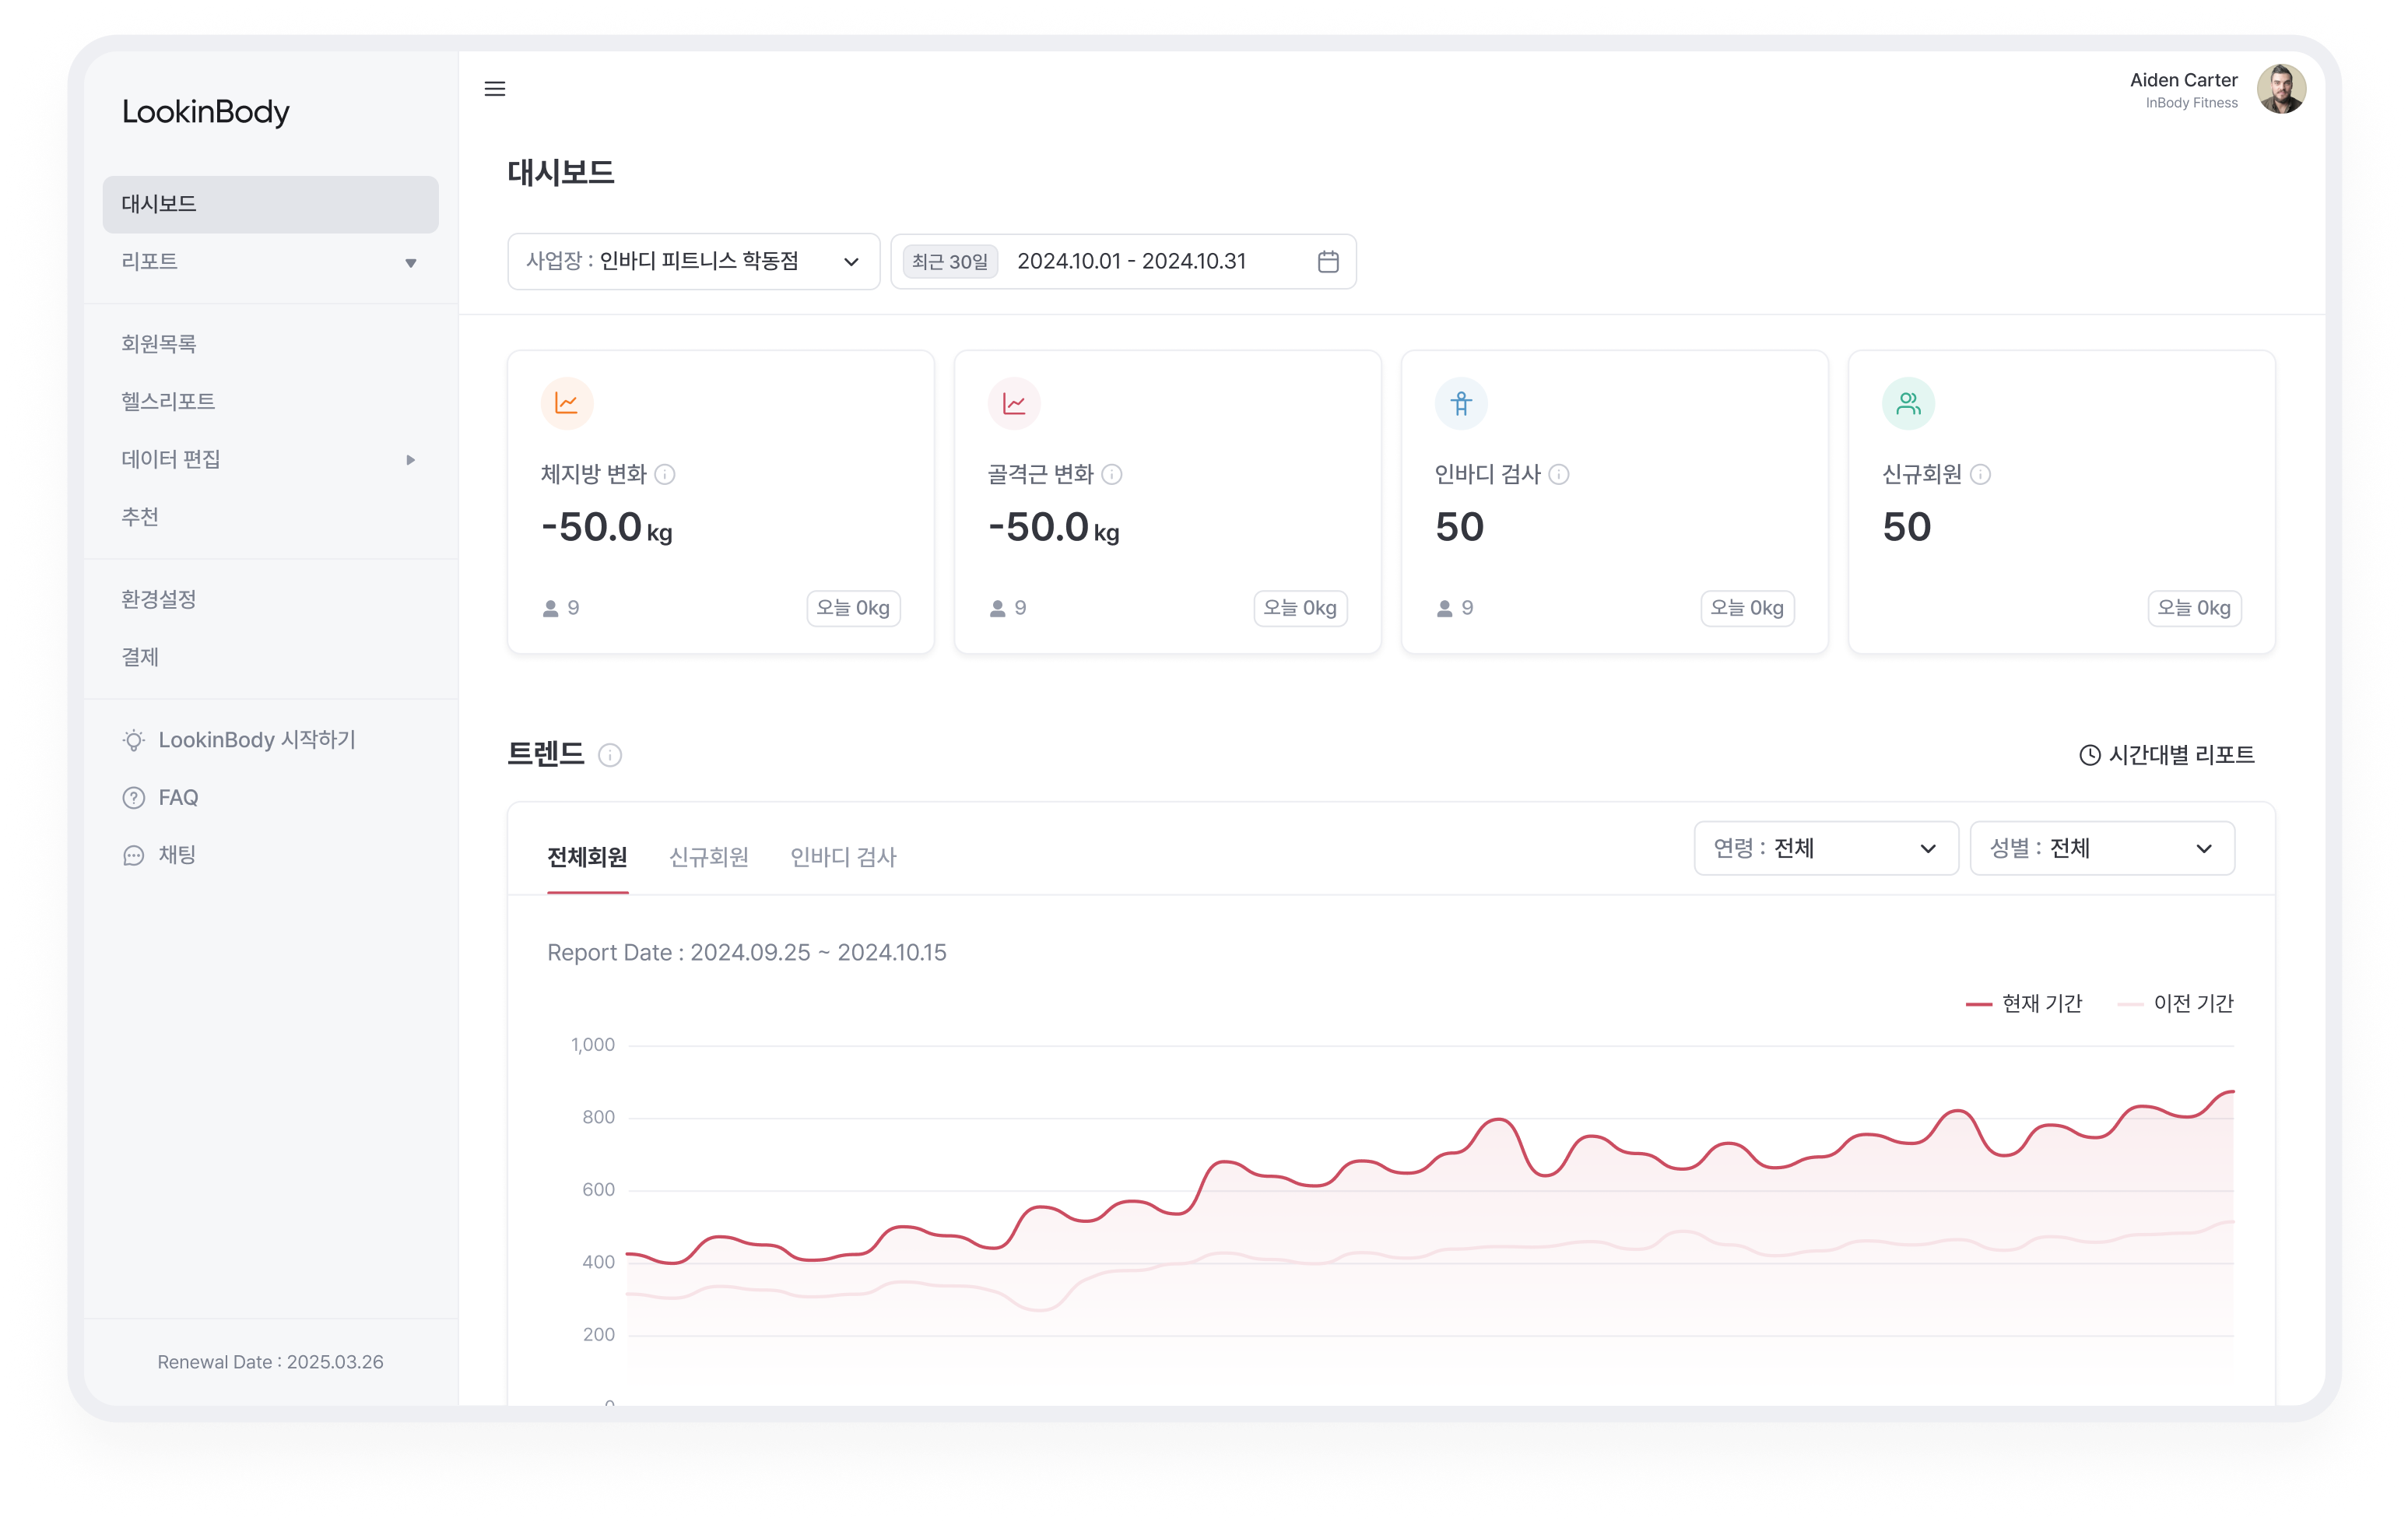 LookinBody
대시보드
리포트
회원목록
헬스리포트
데이터 편집
추천
환경설정
결제
LookinBody 시작하기
FAQ
채팅
Renewal Date : 2025.03.26
Aiden Carter
InBody Fitness
대시보드
사업장 : 인바디 피트니스 학동점
최근 30일 2024.10.01 - 2024.10.31
체지방 변화
-50.0 kg
9 오늘 0kg
골격근 변화
-50.0 kg
9 오늘 0kg
인바디 검사
50
9 오늘 0kg
신규회원
50
오늘 0kg
트렌드
시간대별 리포트
전체회원 신규회원 인바디 검사
연령 : 전체 성별 : 전체
Report Date : 2024.09.25 ~ 2024.10.15
현재 기간 이전 기간
1,000
800
600
400
200